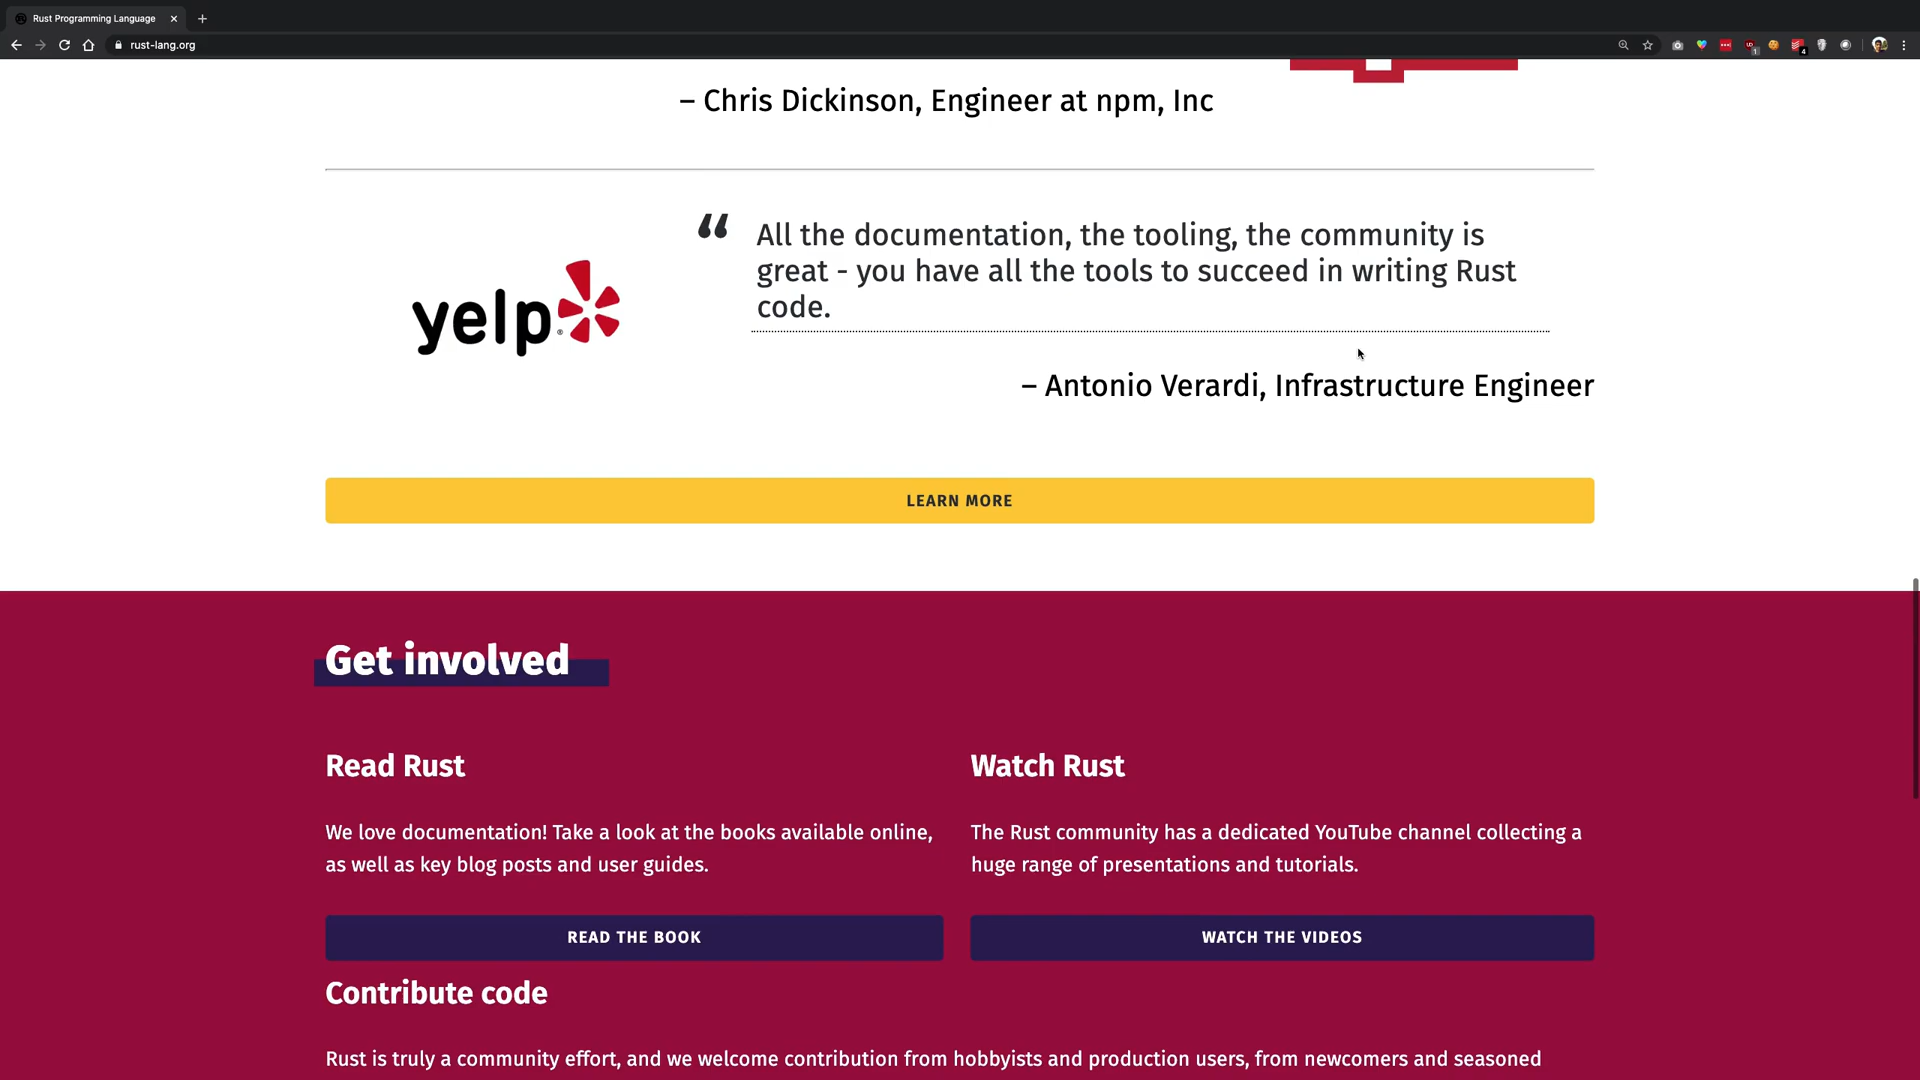 Rust Programming Language
rust-lang.org
– Chris Dickinson, Engineer at npm, Inc
“ All the documentation, the tooling, the community is
great - you have all the tools to succeed in writing Rust
code.
yelp
– Antonio Verardi, Infrastructure Engineer
LEARN MORE
Get involved
Read Rust
We love documentation! Take a look at the books available online,
as well as key blog posts and user guides.
READ THE BOOK
Watch Rust
The Rust community has a dedicated YouTube channel collecting a
huge range of presentations and tutorials.
WATCH THE VIDEOS
Contribute code
Rust is truly a community effort, and we welcome contribution from hobbyists and production users, from newcomers and seasoned